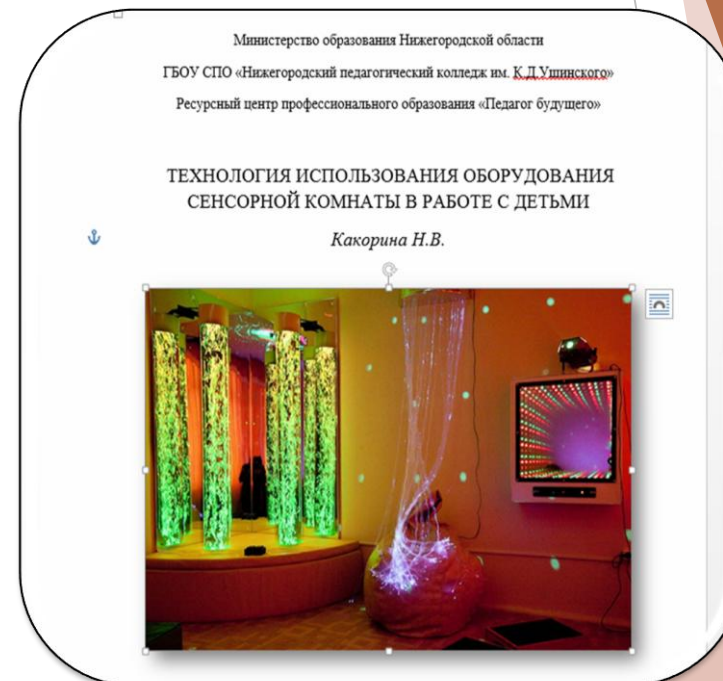 Министерство образования Нижегородской области
ГБОУ СПО «Нижегородский педагогический колледж им. К.Д.Ушинского»
Ресурсный центр профессионального образования «Педагог будущего»
ТЕХНОЛОГИЯ ИСПОЛЬЗОВАНИЯ ОБОРУДОВАНИЯ
СЕНСОРНОЙ КОМНАТЫ В РАБОТЕ С ДЕТЬМИ
Какорина Н.В.